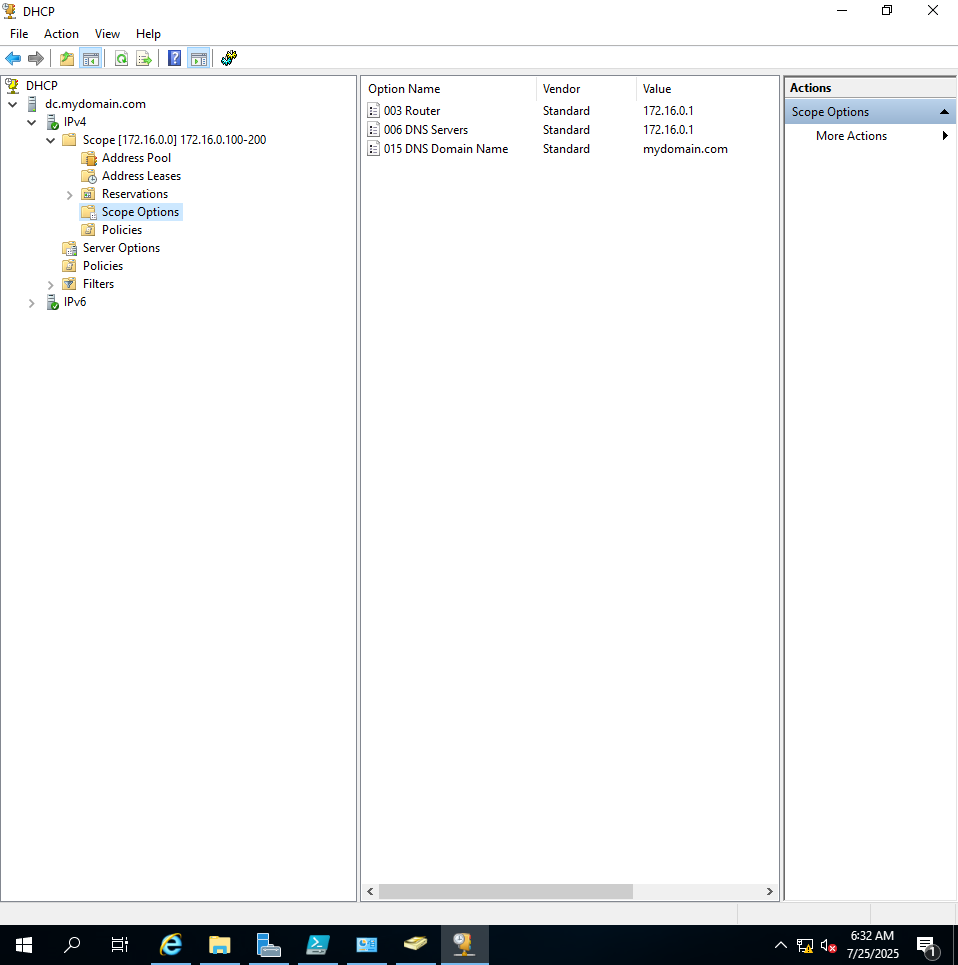 DHCP
File Action View Help
DHCP
dc.mydomain.com
IPv4
Scope [172.16.0.0] 172.16.0.100-200
Address Pool
Address Leases
Reservations
Scope Options
Policies
Server Options
Policies
Filters
IPv6
Option Name Vendor Value
003 Router Standard 172.16.0.1
006 DNS Servers Standard 172.16.0.1
015 DNS Domain Name Standard mydomain.com
Actions
Scope Options
More Actions
6:32 AM
7/25/2025
1